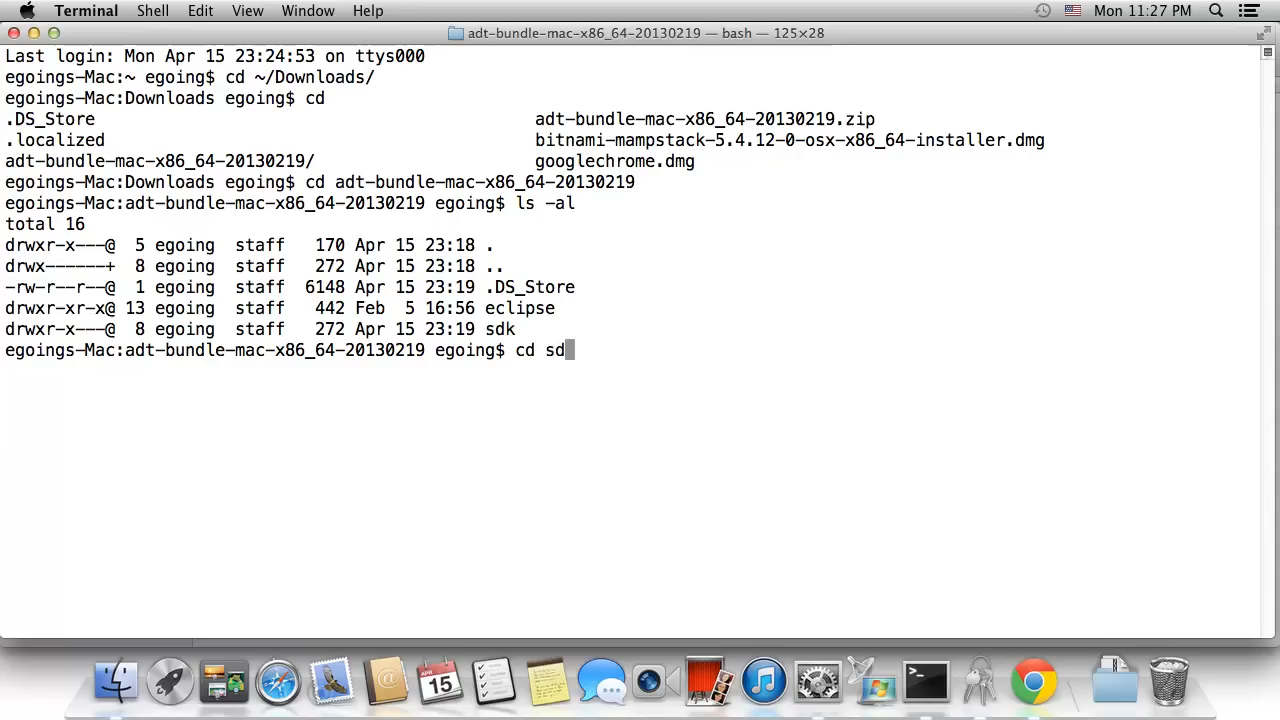 Terminal Shell Edit View Window Help Mon 11:27 PM
adt-bundle-mac-x86_64-20130219 — bash — 125×28
Last login: Mon Apr 15 23:24:53 on ttys000
egoings-Mac:~ egoing$ cd ~/Downloads/
egoings-Mac:Downloads egoing$ cd
.DS_Store adt-bundle-mac-x86_64-20130219.zip
.localized bitnami-mampstack-5.4.12-0-osx-x86_64-installer.dmg
adt-bundle-mac-x86_64-20130219/ googlechrome.dmg
egoings-Mac:Downloads egoing$ cd adt-bundle-mac-x86_64-20130219
egoings-Mac:adt-bundle-mac-x86_64-20130219 egoing$ ls -al
total 16
drwxr-x---@ 5 egoing staff 170 Apr 15 23:18 .
drwx------+ 8 egoing staff 272 Apr 15 23:18 ..
-rw-r--r--@ 1 egoing staff 6148 Apr 15 23:19 .DS_Store
drwxr-xr-x@ 13 egoing staff 442 Feb 5 16:56 eclipse
drwxr-x---@ 8 egoing staff 272 Apr 15 23:19 sdk
egoings-Mac:adt-bundle-mac-x86_64-20130219 egoing$ cd sd
APR
15